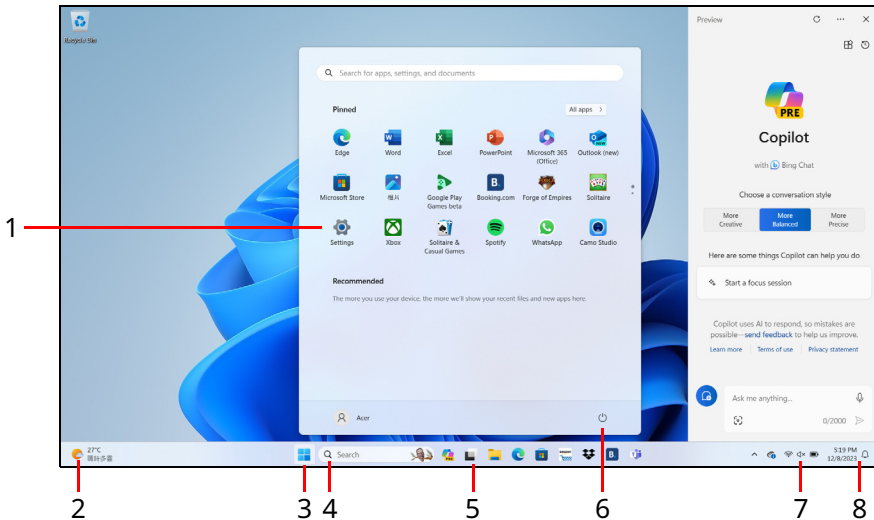 Preview
Recycle Bin
Search for apps, settings, and documents
Pinned
All apps
Edge
Word
Excel
PowerPoint
Microsoft 365
(Office)
Outlook (new)
Microsoft Store
相片
Google Play
Games beta
Booking.com
Forge of Empires
Solitaire
Settings
Xbox
Solitaire &
Casual Games
Spotify
WhatsApp
Camo Studio
Recommended
The more you use your device, the more we'll show your recent files and new apps here.
Acer
PRE
Copilot
with Bing Chat
Choose a conversation style
More
Creative
More
Balanced
More
Precise
Here are some things Copilot can help you do
Start a focus session
Copilot uses AI to respond, so mistakes are
possible—send feedback to help us improve.
Learn more
Terms of use
Privacy statement
Ask me anything...
0/2000
27°C
Search
5:19 PM
12/8/2023
1
2
3
4
5
6
7
8